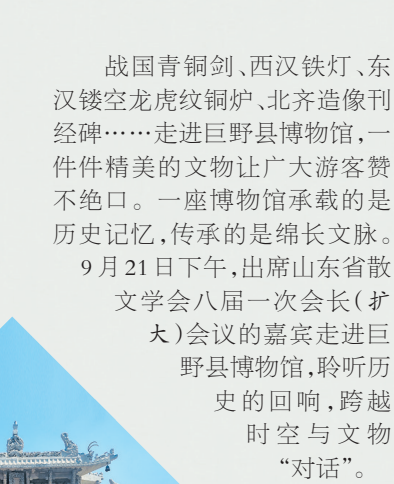 战国青铜剑、西汉铁灯、东
汉镂空龙虎纹铜炉、北齐造像刊
经碑……走进巨野县博物馆,一
件件精美的文物让广大游客赞
不绝口。一座博物馆承载的是
历史记忆,传承的是绵长文脉。
9月21日下午,出席山东省散
文学会八届一次会长(扩
大)会议的嘉宾走进巨
野县博物馆,聆听历
史的回响,跨越
时空与文物
“对话”。